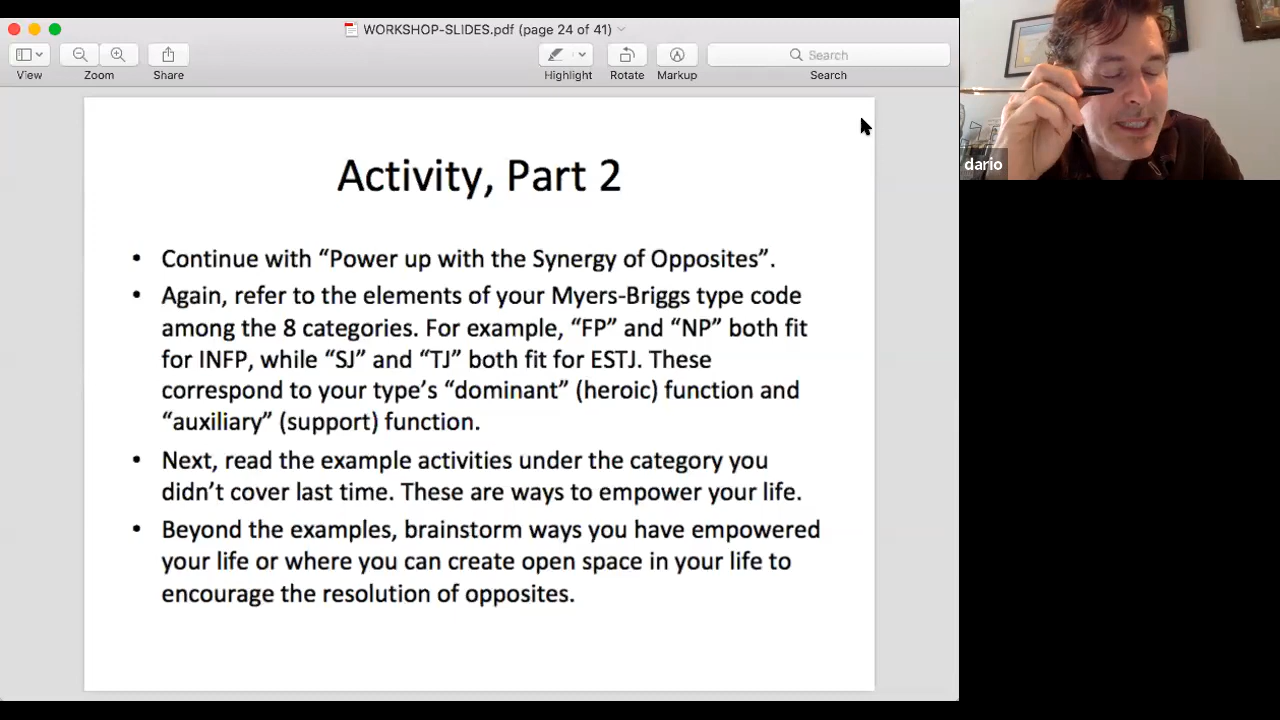 WORKSHOP-SLIDES.pdf (page 24 of 41)
View
Zoom
Share
Highlight
Rotate
Markup
Search
Search
dario
Activity, Part 2
• Continue with “Power up with the Synergy of Opposites”.
• Again, refer to the elements of your Myers-Briggs type code
among the 8 categories. For example, “FP” and “NP” both fit
for INFP, while “SJ” and “TJ” both fit for ESTJ. These
correspond to your type’s “dominant” (heroic) function and
“auxiliary” (support) function.
• Next, read the example activities under the category you
didn’t cover last time. These are ways to empower your life.
• Beyond the examples, brainstorm ways you have empowered
your life or where you can create open space in your life to
encourage the resolution of opposites.